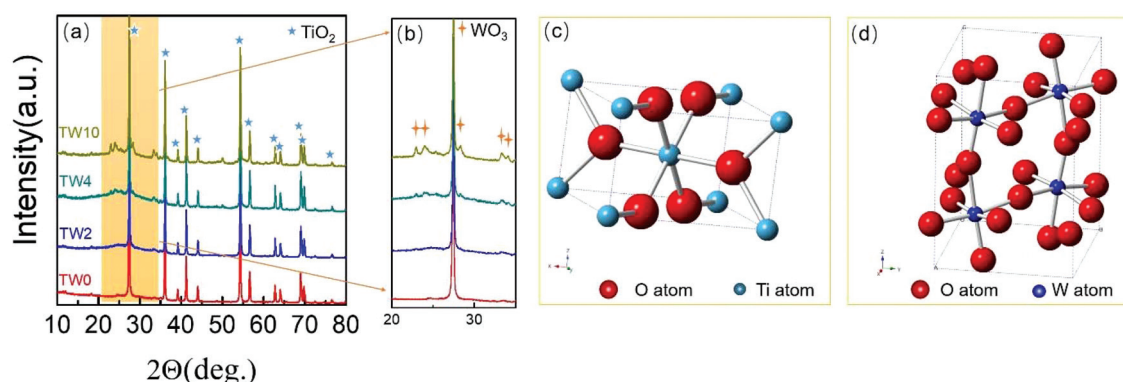 (a)
TiO2
(b)
WO3
(c)
(d)
Intensity(a.u.)
TW10
TW4
TW2
TW0
10 20 30 40 50 60 70 80
20 30
2Θ(deg.)
O atom Ti atom
O atom W atom